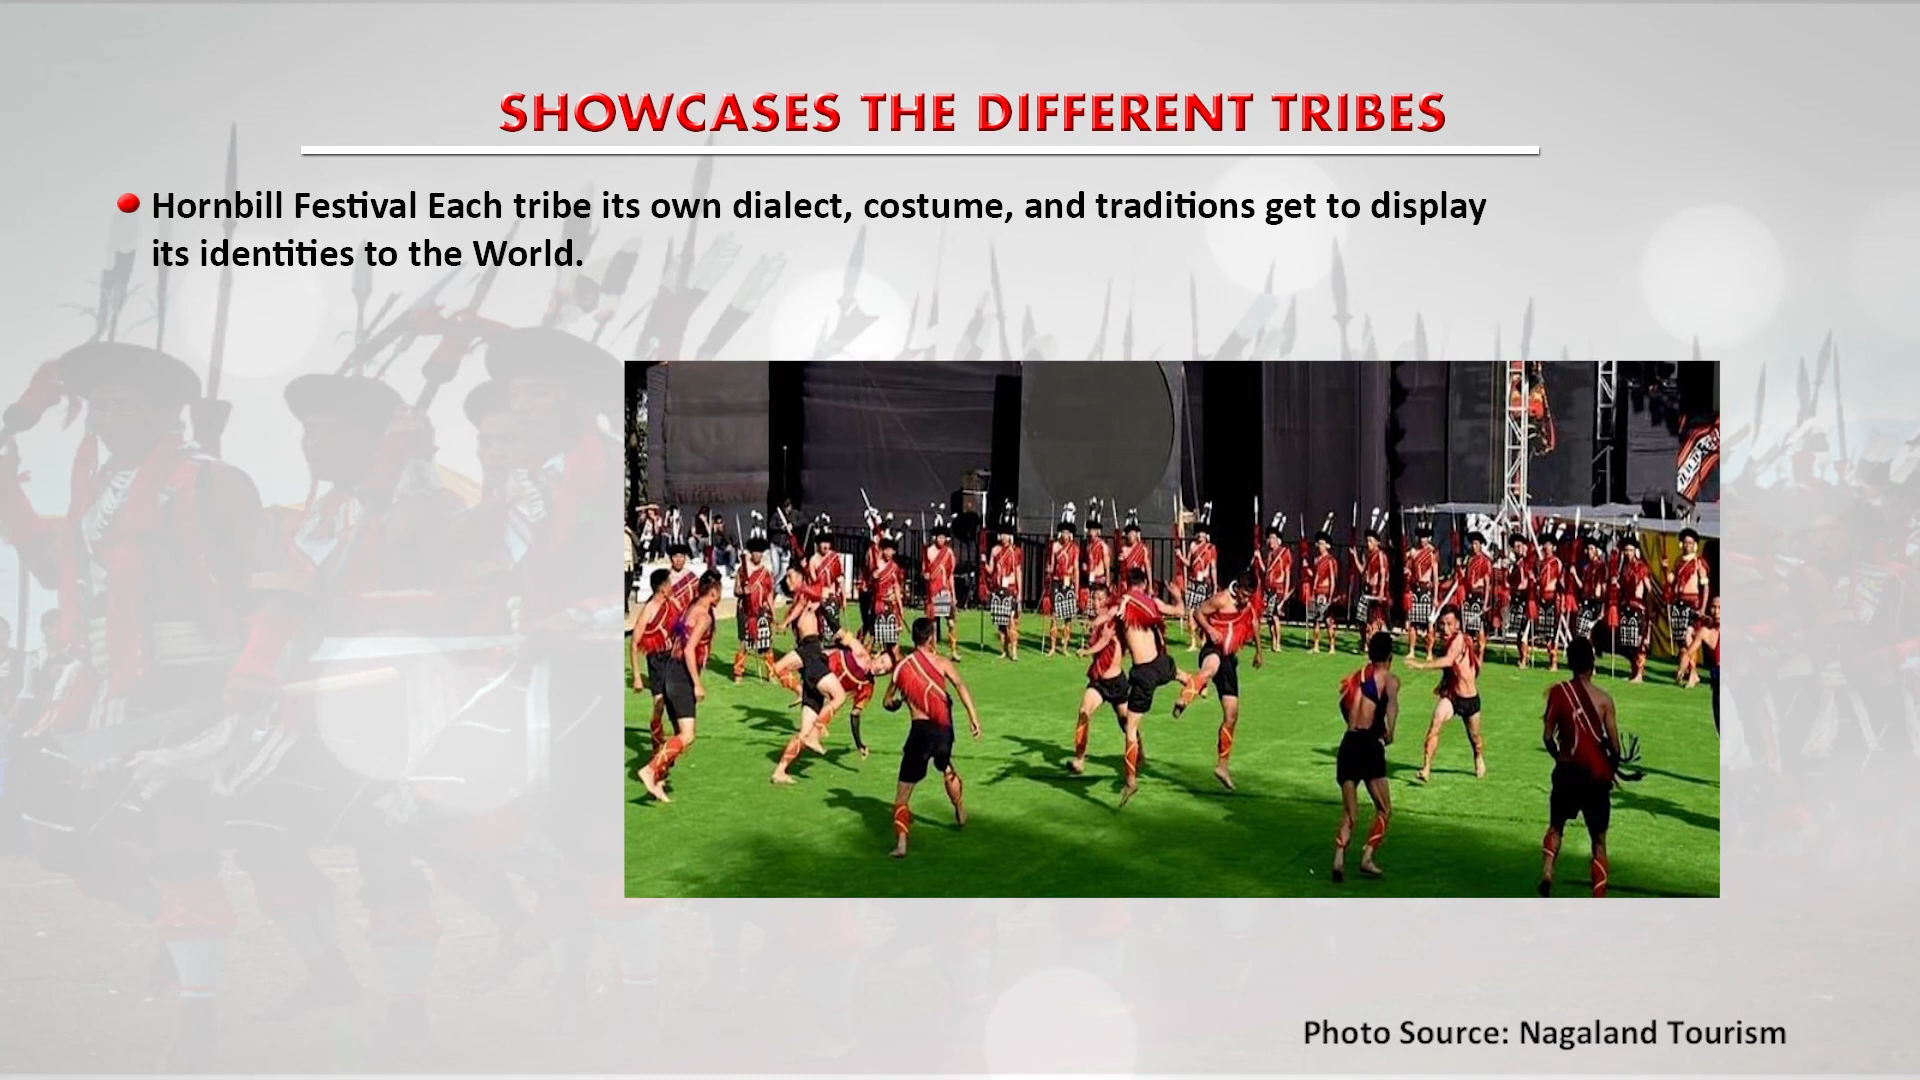 SHOWCASES THE DIFFERENT TRIBES
Hornbill Festival Each tribe its own dialect, costume, and traditions get to display
its identities to the World.
Photo Source: Nagaland Tourism